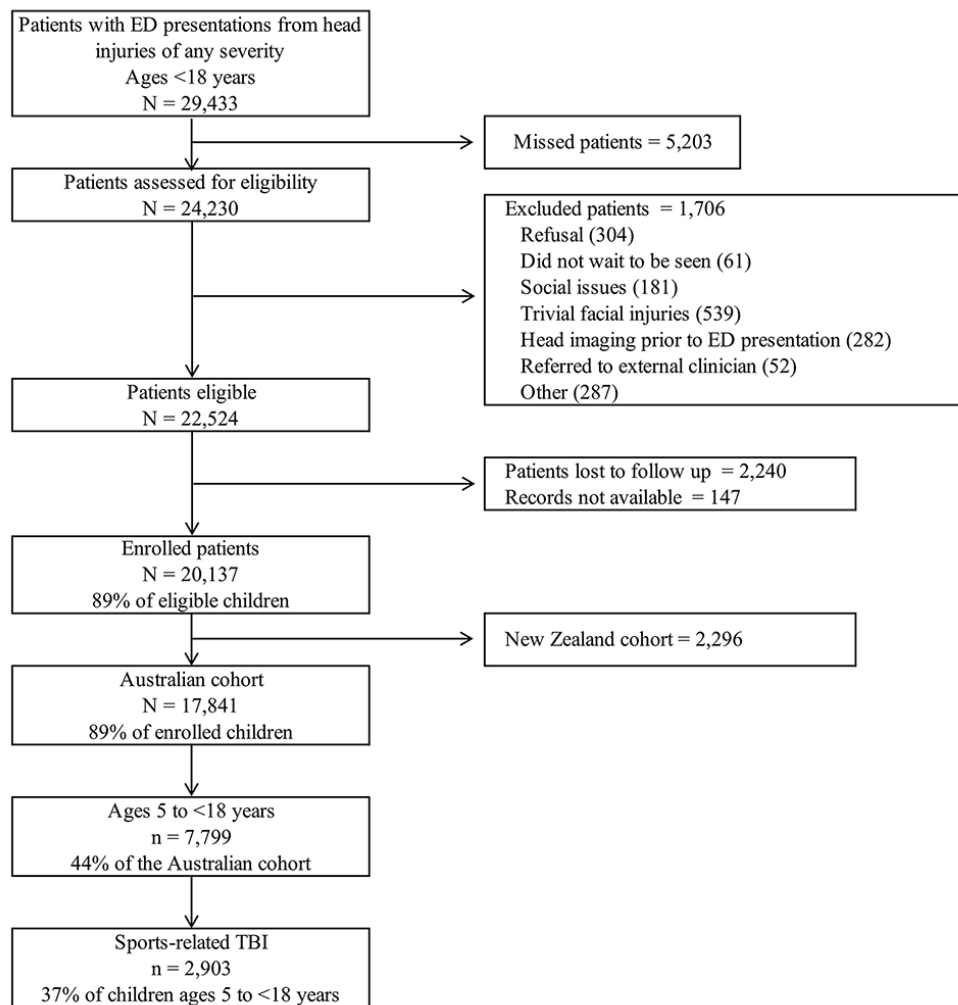 Patients with ED presentations from head
injuries of any severity
Ages <18 years
N = 29,433
Missed patients = 5,203
Patients assessed for eligibility
N = 24,230
Excluded patients = 1,706
Refusal (304)
Did not wait to be seen (61)
Social issues (181)
Trivial facial injuries (539)
Head imaging prior to ED presentation (282)
Referred to external clinician (52)
Other (287)
Patients eligible
N = 22,524
Patients lost to follow up = 2,240
Records not available = 147
Enrolled patients
N = 20,137
89% of eligible children
New Zealand cohort = 2,296
Australian cohort
N = 17,841
89% of enrolled children
Ages 5 to <18 years
n = 7,799
44% of the Australian cohort
Sports-related TBI
n = 2,903
37% of children ages 5 to <18 years